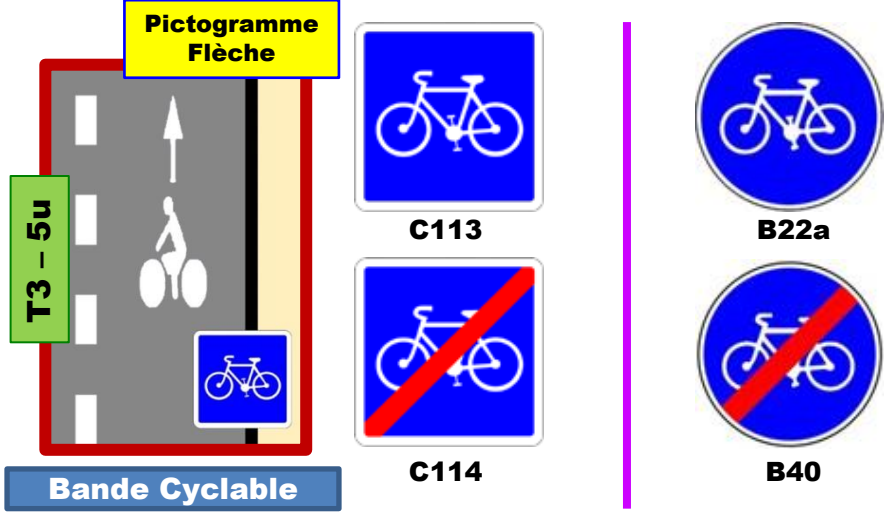 Pictogramme
Flèche
T3 – 5u
Bande Cyclable
C113
C114
B22a
B40